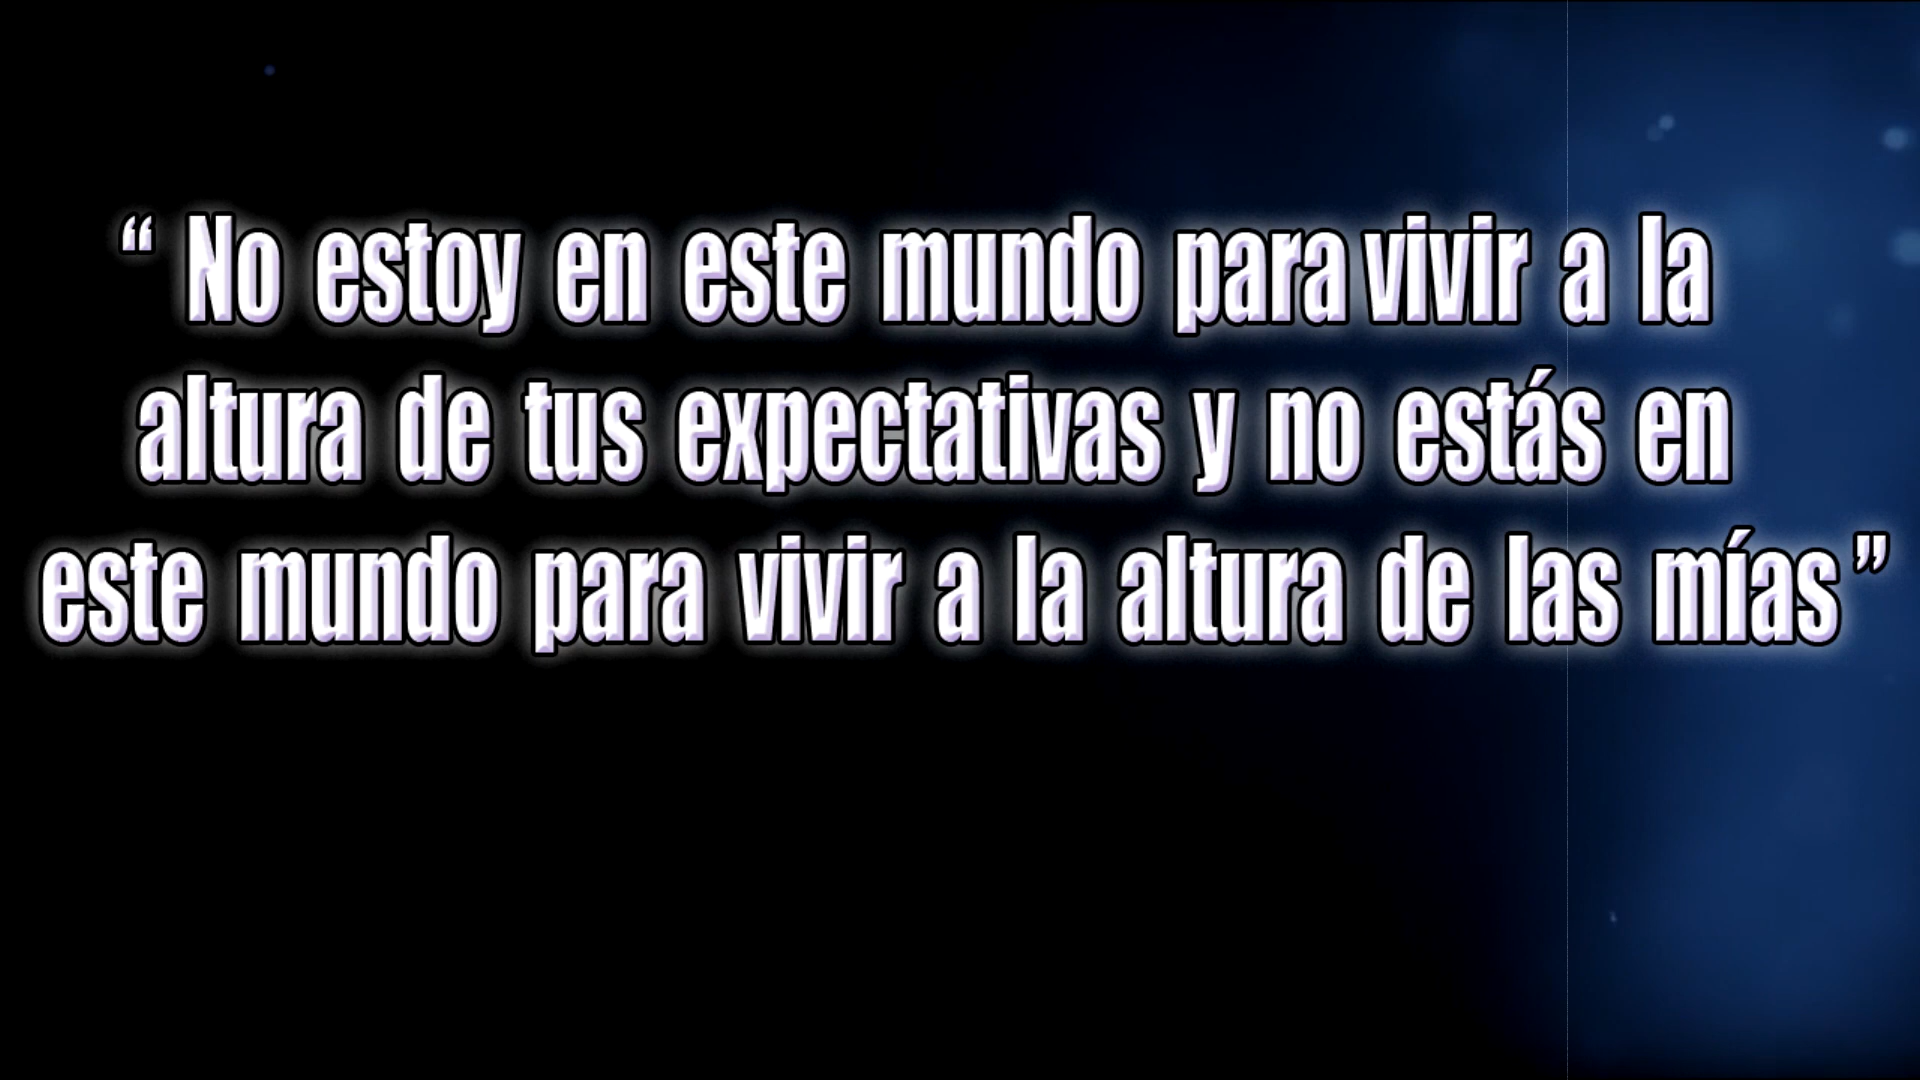 “ No estoy en este mundo para vivir a la
altura de tus expectativas y no estás en
este mundo para vivir a la altura de las mías ”